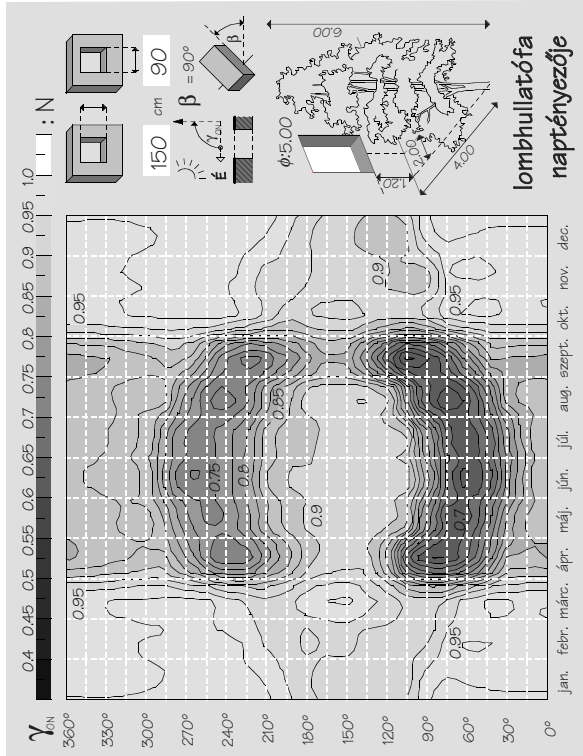 lombhullatófa
naptényezője
γON
0.4 0.45 0.5 0.55 0.6 0.65 0.7 0.75 0.8 0.85 0.9 0.95 1.0 : N
150 cm 90
É
γON
β = 90°
β
ϕ:5.00
6.00
1.20
2.00
4.00
360°
330°
300°
270°
240°
210°
180°
150°
120°
90°
60°
30°
0°
0.95
0.95
0.75
0.8
0.85
0.9
0.9
0.7
0.95
0.95
jan. febr. márc. ápr. máj. jún. júl. aug. szept. okt. nov. dec.